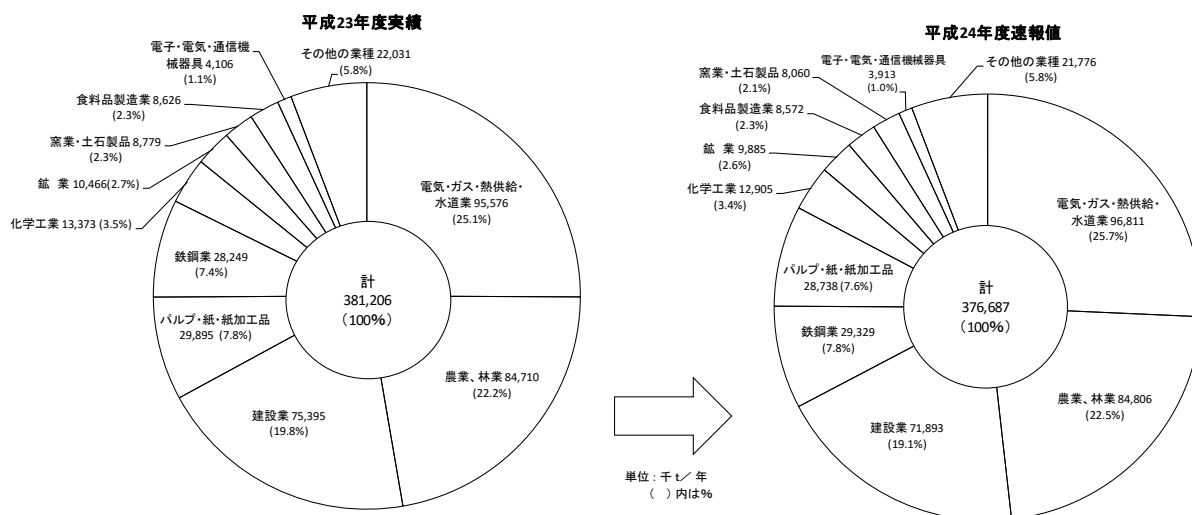 平成23年度実績
電子・電気・通信機
械器具 4,106
(1.1%)
その他の業種 22,031
(5.8%)
食料品製造業 8,626
(2.3%)
窯業・土石製品 8,779
(2.3%)
鉱 業 10,466(2.7%)
化学工業 13,373 (3.5%)
鉄鋼業 28,249
(7.4%)
パルプ・紙・紙加工品
29,895 (7.8%)
建設業 75,395
(19.8%)
農業、林業 84,710
(22.2%)
電気・ガス・熱供給・
水道業 95,576
(25.1%)
計
381,206
(100%)
単位:千t/年
( )内は%
平成24年度速報値
電子・電気・通信機械器具
3,913
(1.0%)
その他の業種 21,776
(5.8%)
窯業・土石製品 8,060
(2.1%)
食料品製造業 8,572
(2.3%)
鉱 業 9,885
(2.6%)
化学工業 12,905
(3.4%)
パルプ・紙・紙加工品
28,738 (7.6%)
鉄鋼業 29,329
(7.8%)
建設業 71,893
(19.1%)
農業、林業 84,806
(22.5%)
電気・ガス・熱供給・
水道業 96,811
(25.7%)
計
376,687
(100%)